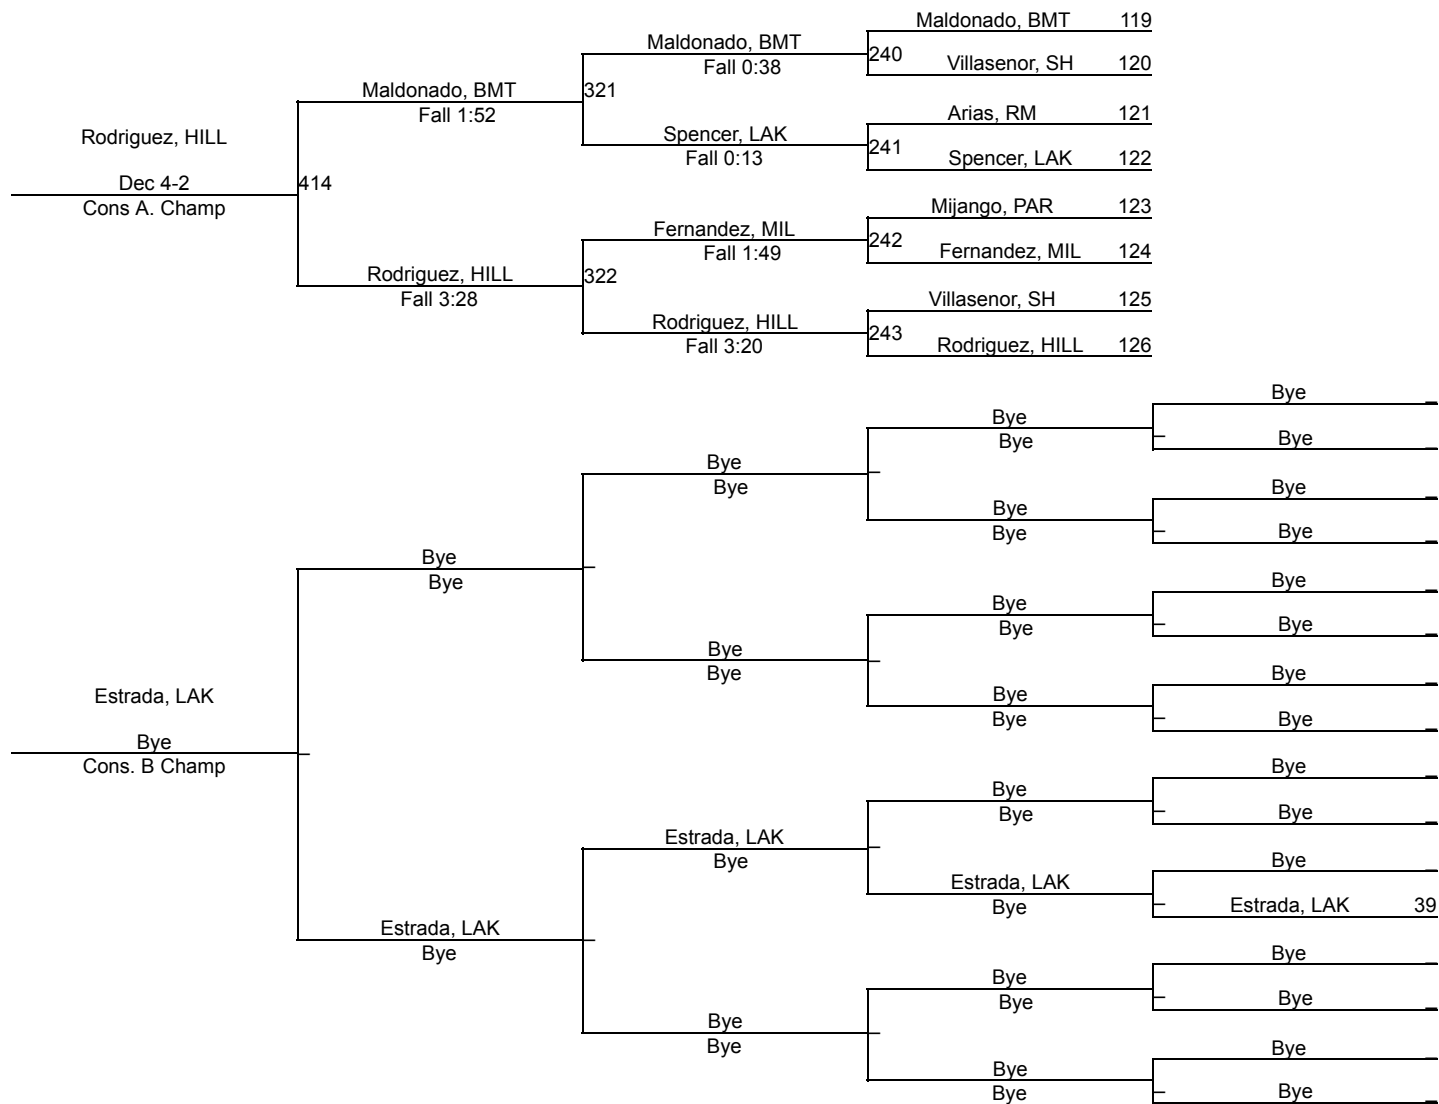 Maldonado, BMT 119
Maldonado, BMT
240
Fall 0:38
Villasenor, SH 120
Maldonado, BMT
321
Fall 1:52
Arias, RM 121
Rodriguez, HILL
Spencer, LAK
241
Fall 0:13
Spencer, LAK 122
Dec 4-2
414
Cons A. Champ
Mijango, PAR 123
Fernandez, MIL
242
Fall 1:49
Fernandez, MIL 124
Rodriguez, HILL
322
Fall 3:28
Villasenor, SH 125
Rodriguez, HILL
243
Fall 3:20
Rodriguez, HILL 126
Bye _
Bye
_
Bye
Bye _
Bye
_
Bye
Bye _
Bye
_
Bye
Bye _
Bye
_
Bye
Bye _
Bye
_
Bye
Bye _
Bye
_
Bye
Bye _
Estrada, LAK
Bye
_
Bye
Bye _
Bye
_
Cons. B Champ
Bye _
Bye
_
Bye
Bye _
Estrada, LAK
_
Bye
Bye _
Estrada, LAK
_
Bye
Estrada, LAK 39
Estrada, LAK
_
Bye
Bye _
Bye
_
Bye
Bye _
Bye
_
Bye
Bye _
Bye
_
Bye
Bye _